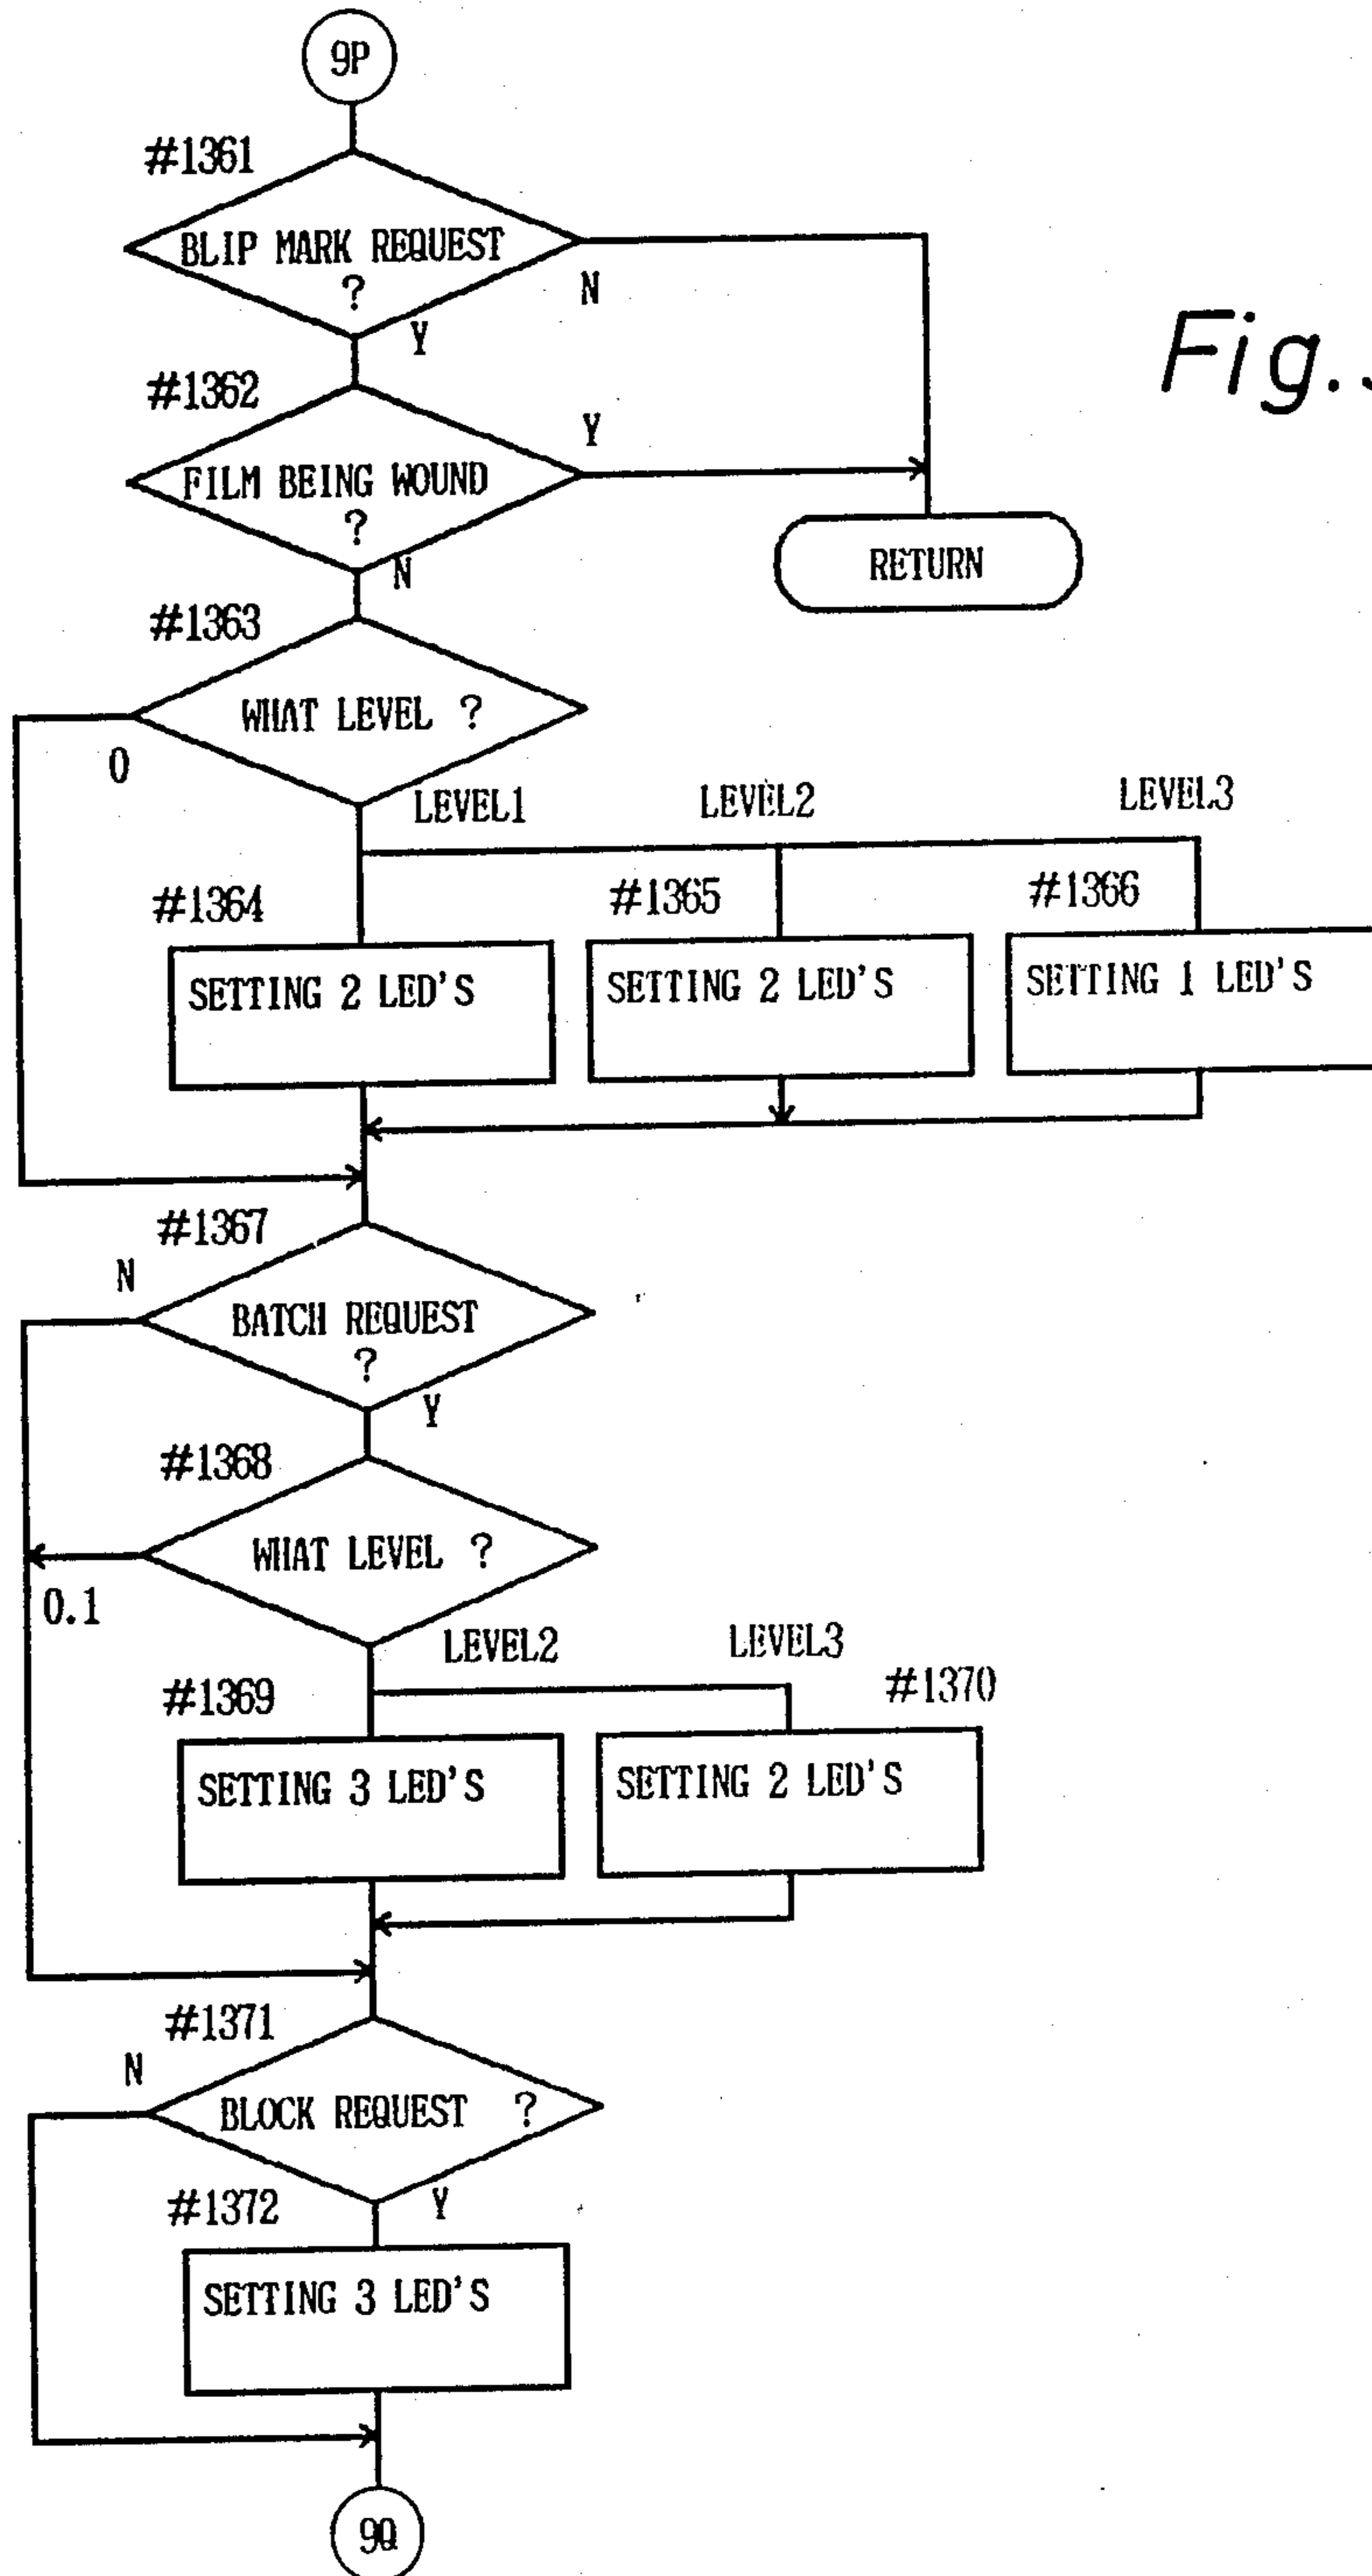 9P
#1361
BLIP MARK REQUEST
?
N
Y
Fig.
#1362
Y
FILM BEING WOUND
?
N
RETURN
#1363
WHAT LEVEL ?
0
LEVEL1 LEVEL2 LEVEL3
#1364 #1365 #1366
SETTING 2 LED'S SETTING 2 LED'S SETTING 1 LED'S
#1367
N
BATCH REQUEST
?
Y
#1368
WHAT LEVEL ?
0.1
LEVEL2 LEVEL3
#1369 #1370
SETTING 3 LED'S SETTING 2 LED'S
#1371
N
BLOCK REQUEST ?
Y
#1372
SETTING 3 LED'S
9Q